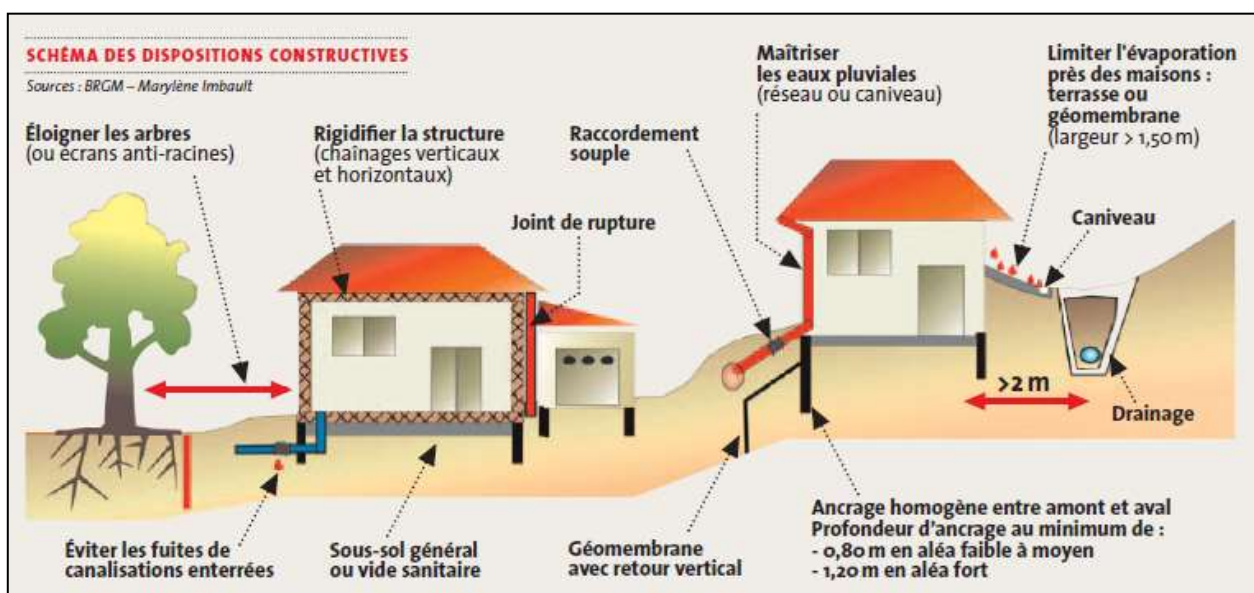 SCHÉMA DES DISPOSITIONS CONSTRUCTIVES
Sources : BRGM – Marylène Imbault
Éloigner les arbres
(ou écrans anti-racines)
Rigidifier la structure
(chaînages verticaux
et horizontaux)
Joint de rupture
Raccordement
souple
Maîtriser
les eaux pluviales
(réseau ou caniveau)
Limiter l'évaporation
près des maisons :
terrasse ou
géomembrane
(largeur > 1,50 m)
Caniveau
>2 m
Drainage
Éviter les fuites de
canalisations enterrées
Sous-sol général
ou vide sanitaire
Géomembrane
avec retour vertical
Ancrage homogène entre amont et aval
Profondeur d'ancrage au minimum de :
- 0,80 m en aléa faible à moyen
- 1,20 m en aléa fort